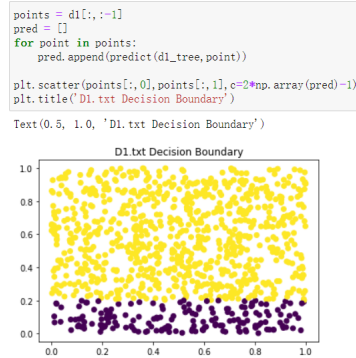 points = d1[:,:-1]
pred = []
for point in points:
    pred.append(predict(d1_tree,point))
plt.scatter(points[:,0],points[:,1],c=2*np.array(pred)-1)
plt.title('D1.txt Decision Boundary')
Text(0.5, 1.0, 'D1.txt Decision Boundary')
D1.txt Decision Boundary
1.0
0.8
0.6
0.4
0.2
0.0
0.0 0.2 0.4 0.6 0.8 1.0